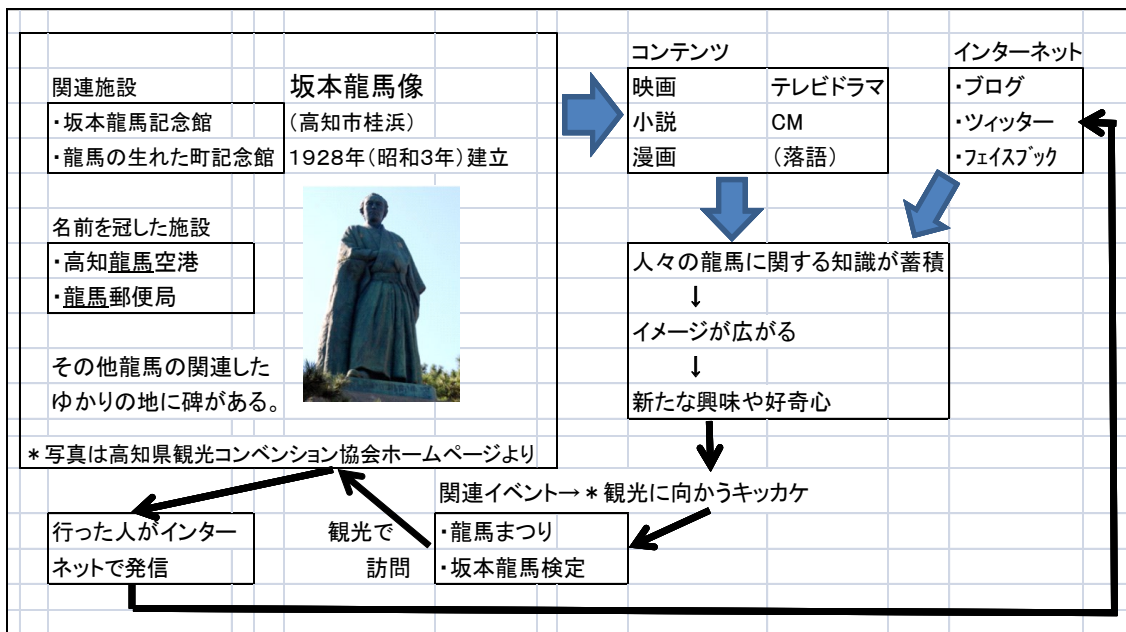 関連施設
・坂本龍馬記念館
・龍馬の生れた町記念館
坂本龍馬像
(高知市桂浜)
1928年(昭和3年)建立
名前を冠した施設
・高知龍馬空港
・龍馬郵便局
その他龍馬の関連した
ゆかりの地に碑がある。
*写真は高知県観光コンベンション協会ホームページより
コンテンツ
映画 テレビドラマ
小説 CM
漫画 (落語)
インターネット
・ブログ
・ツィッター
・フェイスブック
人々の龍馬に関する知識が蓄積
↓
イメージが広がる
↓
新たな興味や好奇心
関連イベント→*観光に向かうキッカケ
・龍馬まつり
・坂本龍馬検定
観光で
訪問
行った人がインター
ネットで発信